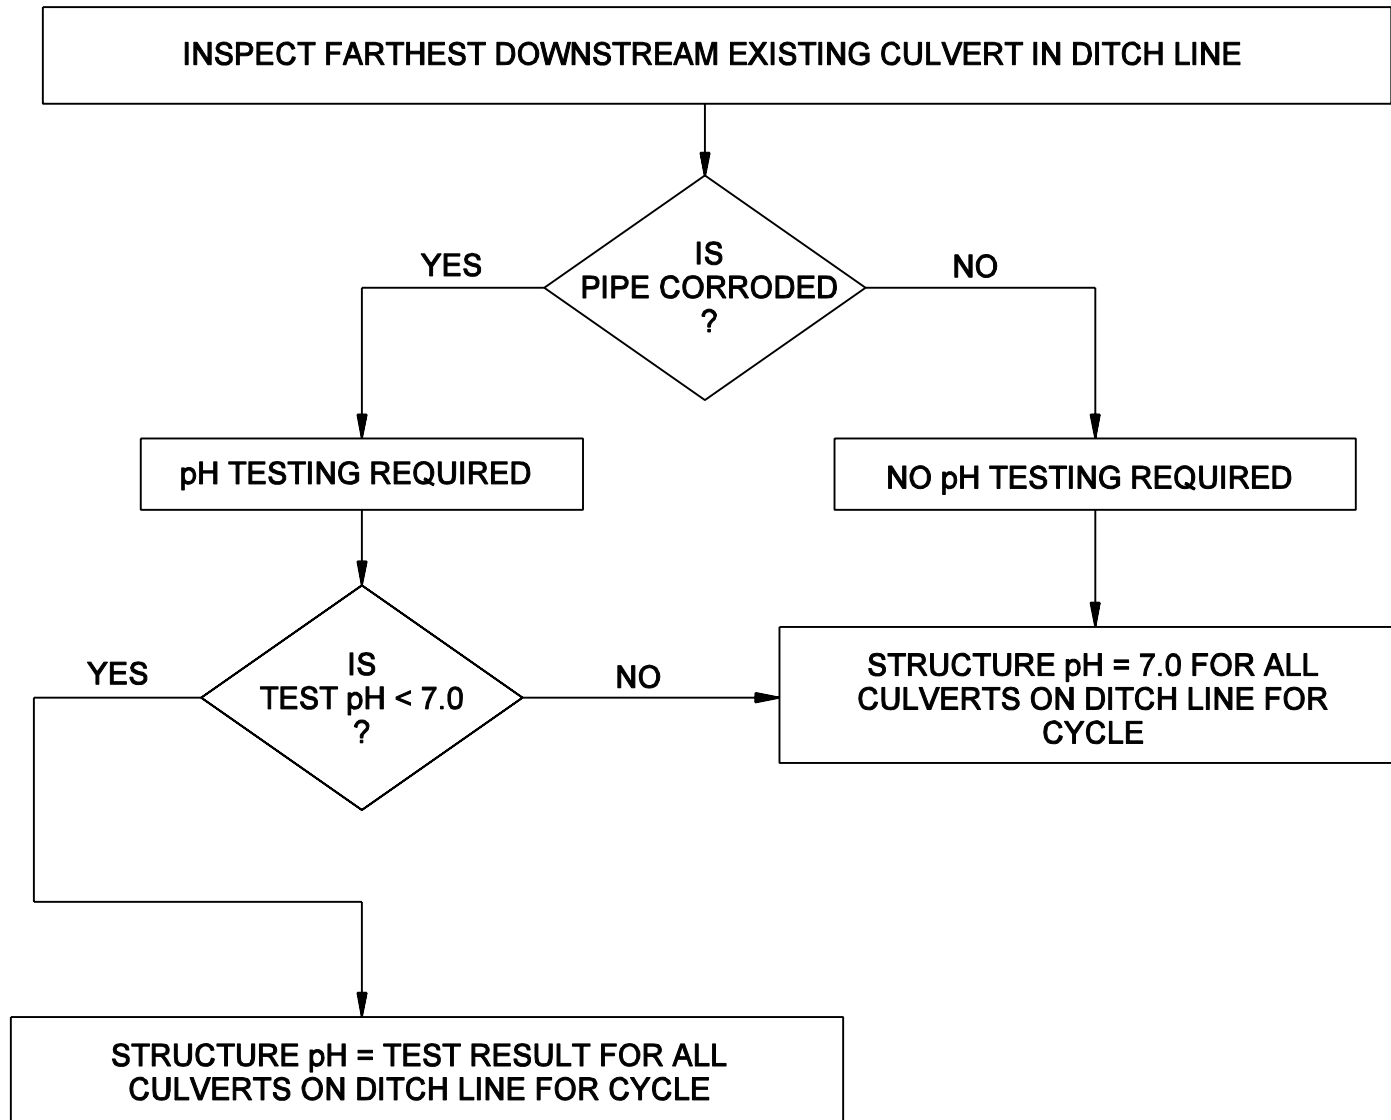 INSPECT FARTHEST DOWNSTREAM EXISTING CULVERT IN DITCH LINE
IS
PIPE CORRODED
?
YES
NO
pH TESTING REQUIRED
NO pH TESTING REQUIRED
IS
TEST pH < 7.0
?
YES
NO
STRUCTURE pH = 7.0 FOR ALL
CULVERTS ON DITCH LINE FOR
CYCLE
STRUCTURE pH = TEST RESULT FOR ALL
CULVERTS ON DITCH LINE FOR CYCLE